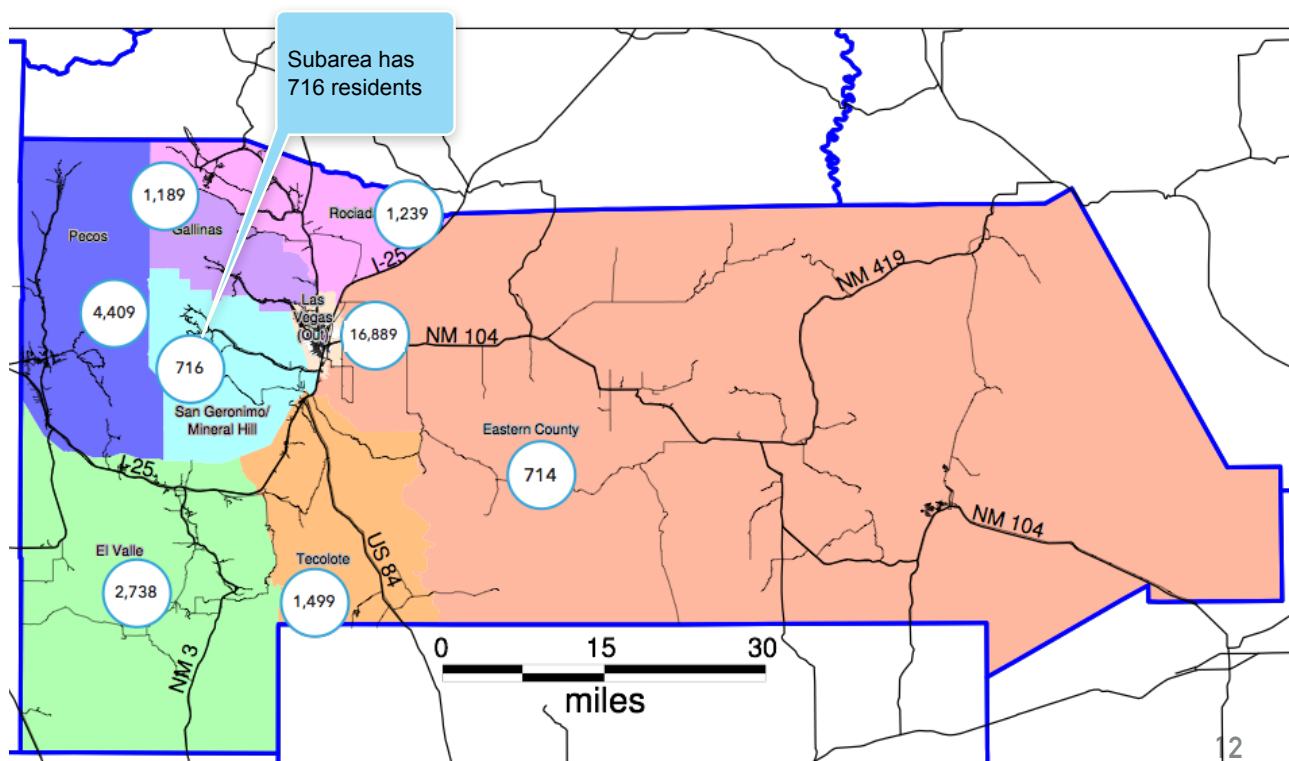 Subarea has
716 residents
1,189
Rociad
1,239
Gallinas
Pecos
I-25
NM 419
4,409
Las
Vegas
(Out)
16,889
NM 104
716
San Geronimo/
Mineral Hill
Eastern County
714
I-25
NM 104
El Valle
2,738
Tecolote
1,499
US 84
NM 3
0 15 30
miles
12